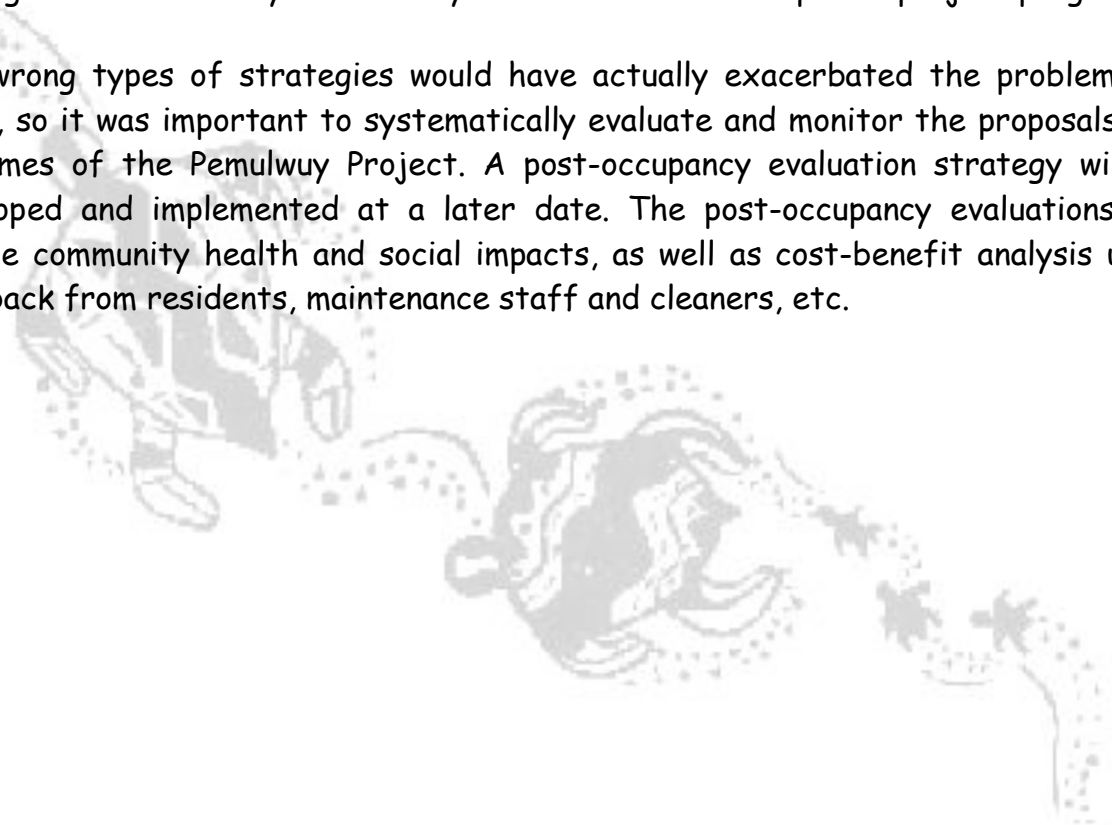 wrong types of strategies would have actually exacerbated the problem
, so it was important to systematically evaluate and monitor the proposals
mes of the Pemulwuy Project. A post-occupancy evaluation strategy wi
pped and implemented at a later date. The post-occupancy evaluations
e community health and social impacts, as well as cost-benefit analysis u
back from residents, maintenance staff and cleaners, etc.